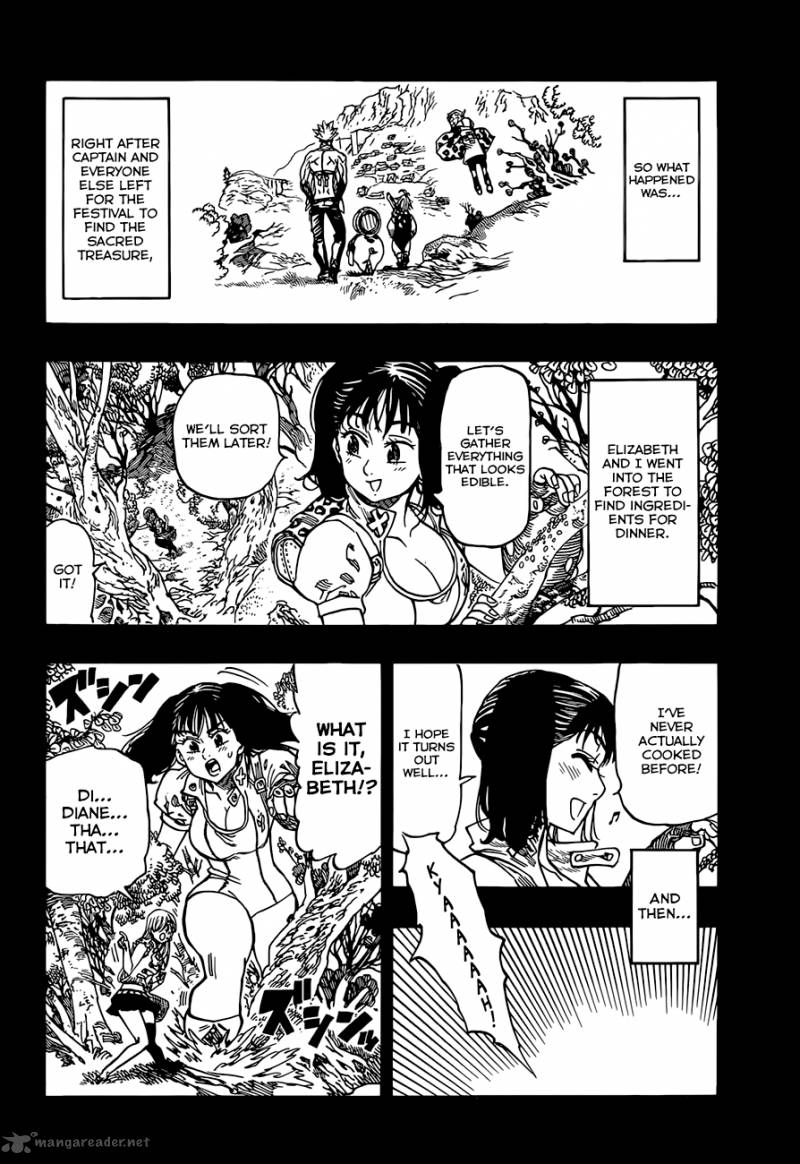 SO WHAT
HAPPENED
WAS...
RIGHT AFTER
CAPTAIN AND
EVERYONE
ELSE LEFT
FOR THE
FESTIVAL TO
FIND THE
SACRED
TREASURE,
ELIZABETH
AND I WENT
INTO THE
FOREST TO
FIND INGREDI-
ENTS FOR
DINNER.
LET'S
GATHER
EVERYTHING
THAT LOOKS
EDIBLE.
WE'LL SORT
THEM LATER!
GOT
IT!
I'VE
NEVER
ACTUALLY
COOKED
BEFORE!
I HOPE
IT TURNS
OUT
WELL...
♪
AND
THEN...
KYAAAAAAAH!
ズシン
WHAT
IS IT,
ELIZA-
BETH!?
DI...
DIANE...
THA...
THAT...
ズシン
mangareader.net